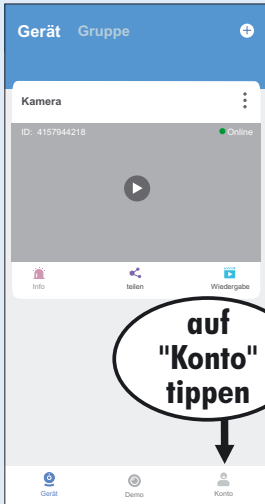 Gerät Gruppe
Kamera
ID: 4157944218 Online
Info teilen Wiedergabe
auf
"Konto"
tippen
Gerät Demo Konto